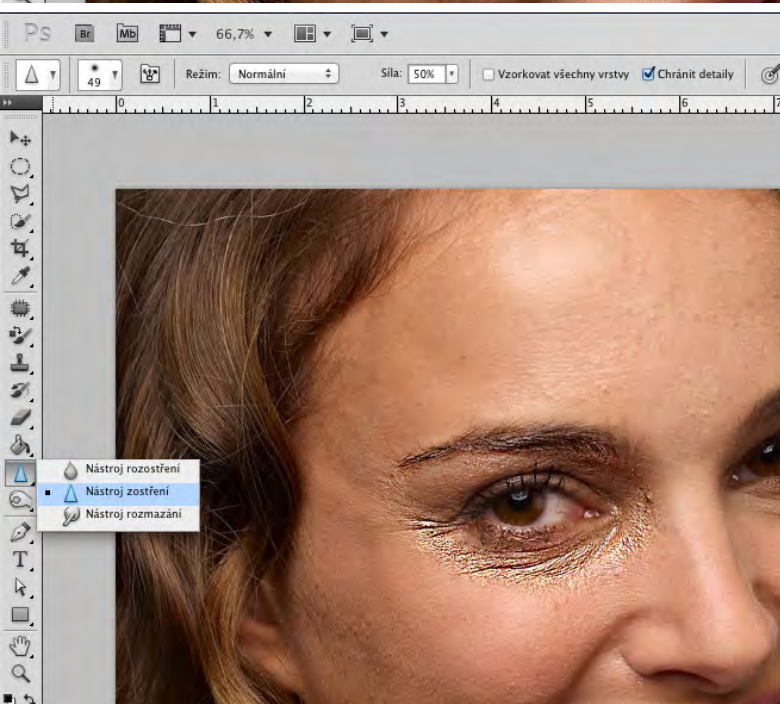 Ps Br Mb 66,7%
49 Režim: Normální Síla: 50% Vzorkovat všechny vrstvy Chránit detaily
0 1 2 3 4 5 6 7
Nástroj rozostření
Nástroj zostření
Nástroj rozmazání
T